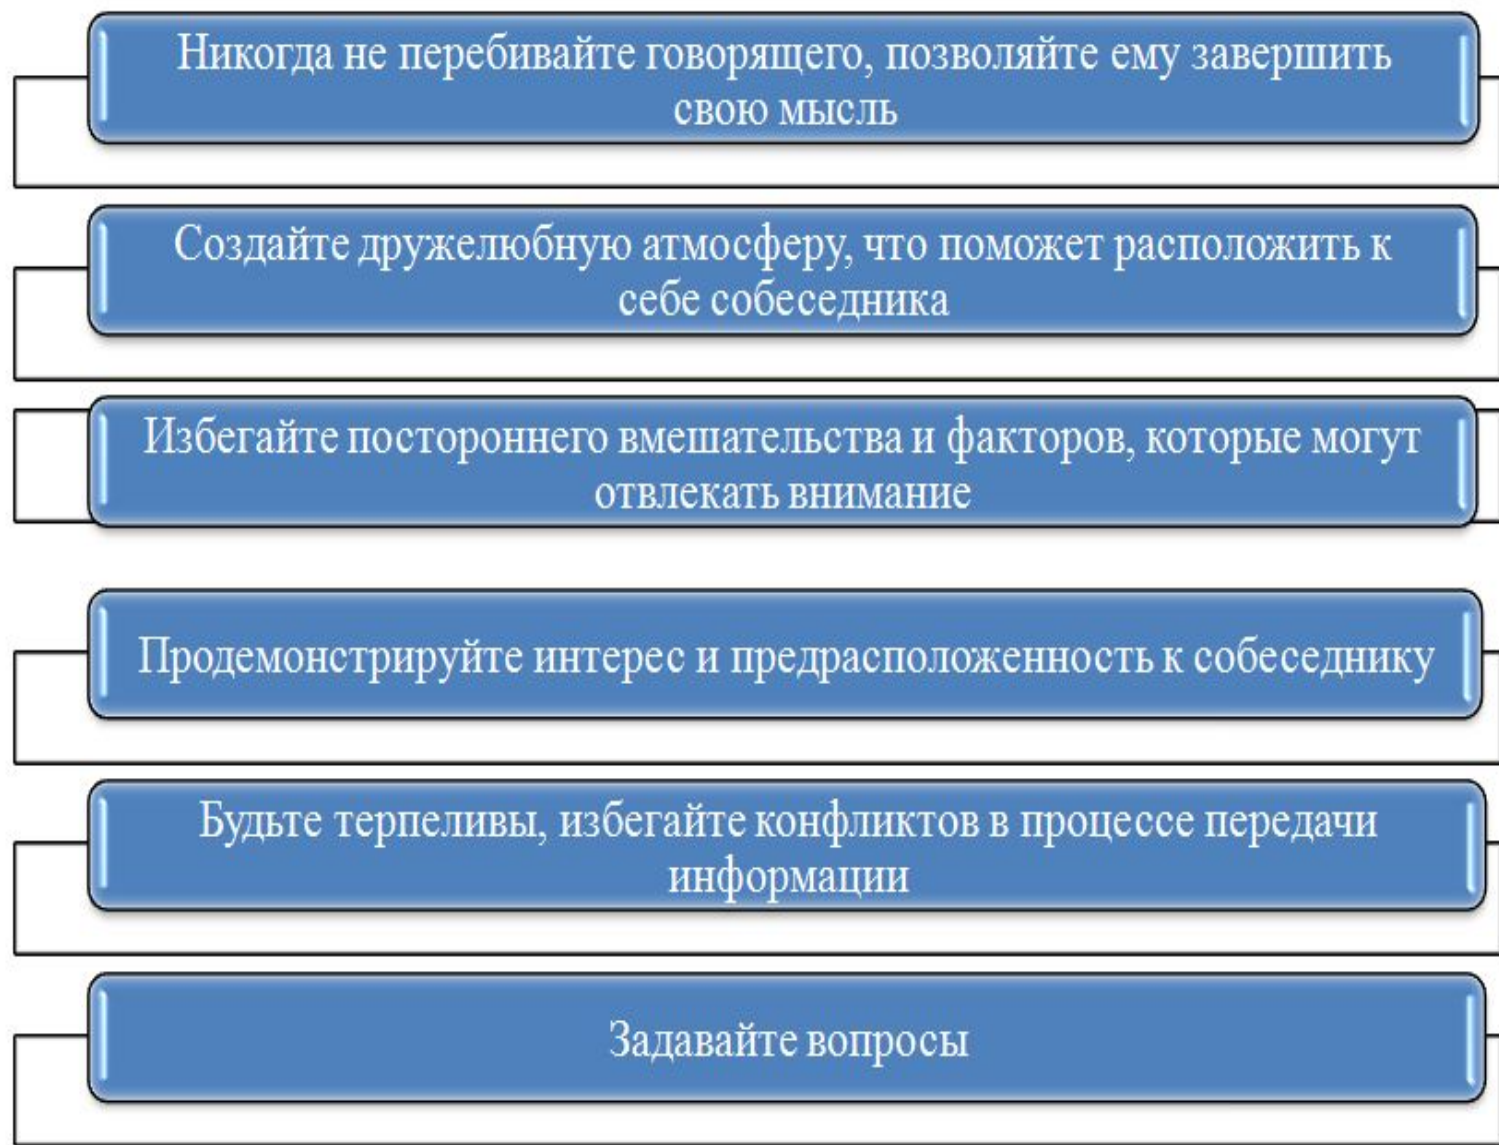 Никогда не перебивайте говорящего, позволяйте ему завершить
свою мысль
Создайте дружелюбную атмосферу, что поможет расположить к
себе собеседника
Избегайте постороннего вмешательства и факторов, которые могут
отвлекать внимание
Продемонстрируйте интерес и предрасположенность к собеседнику
Будьте терпеливы, избегайте конфликтов в процессе передачи
информации
Задавайте вопросы